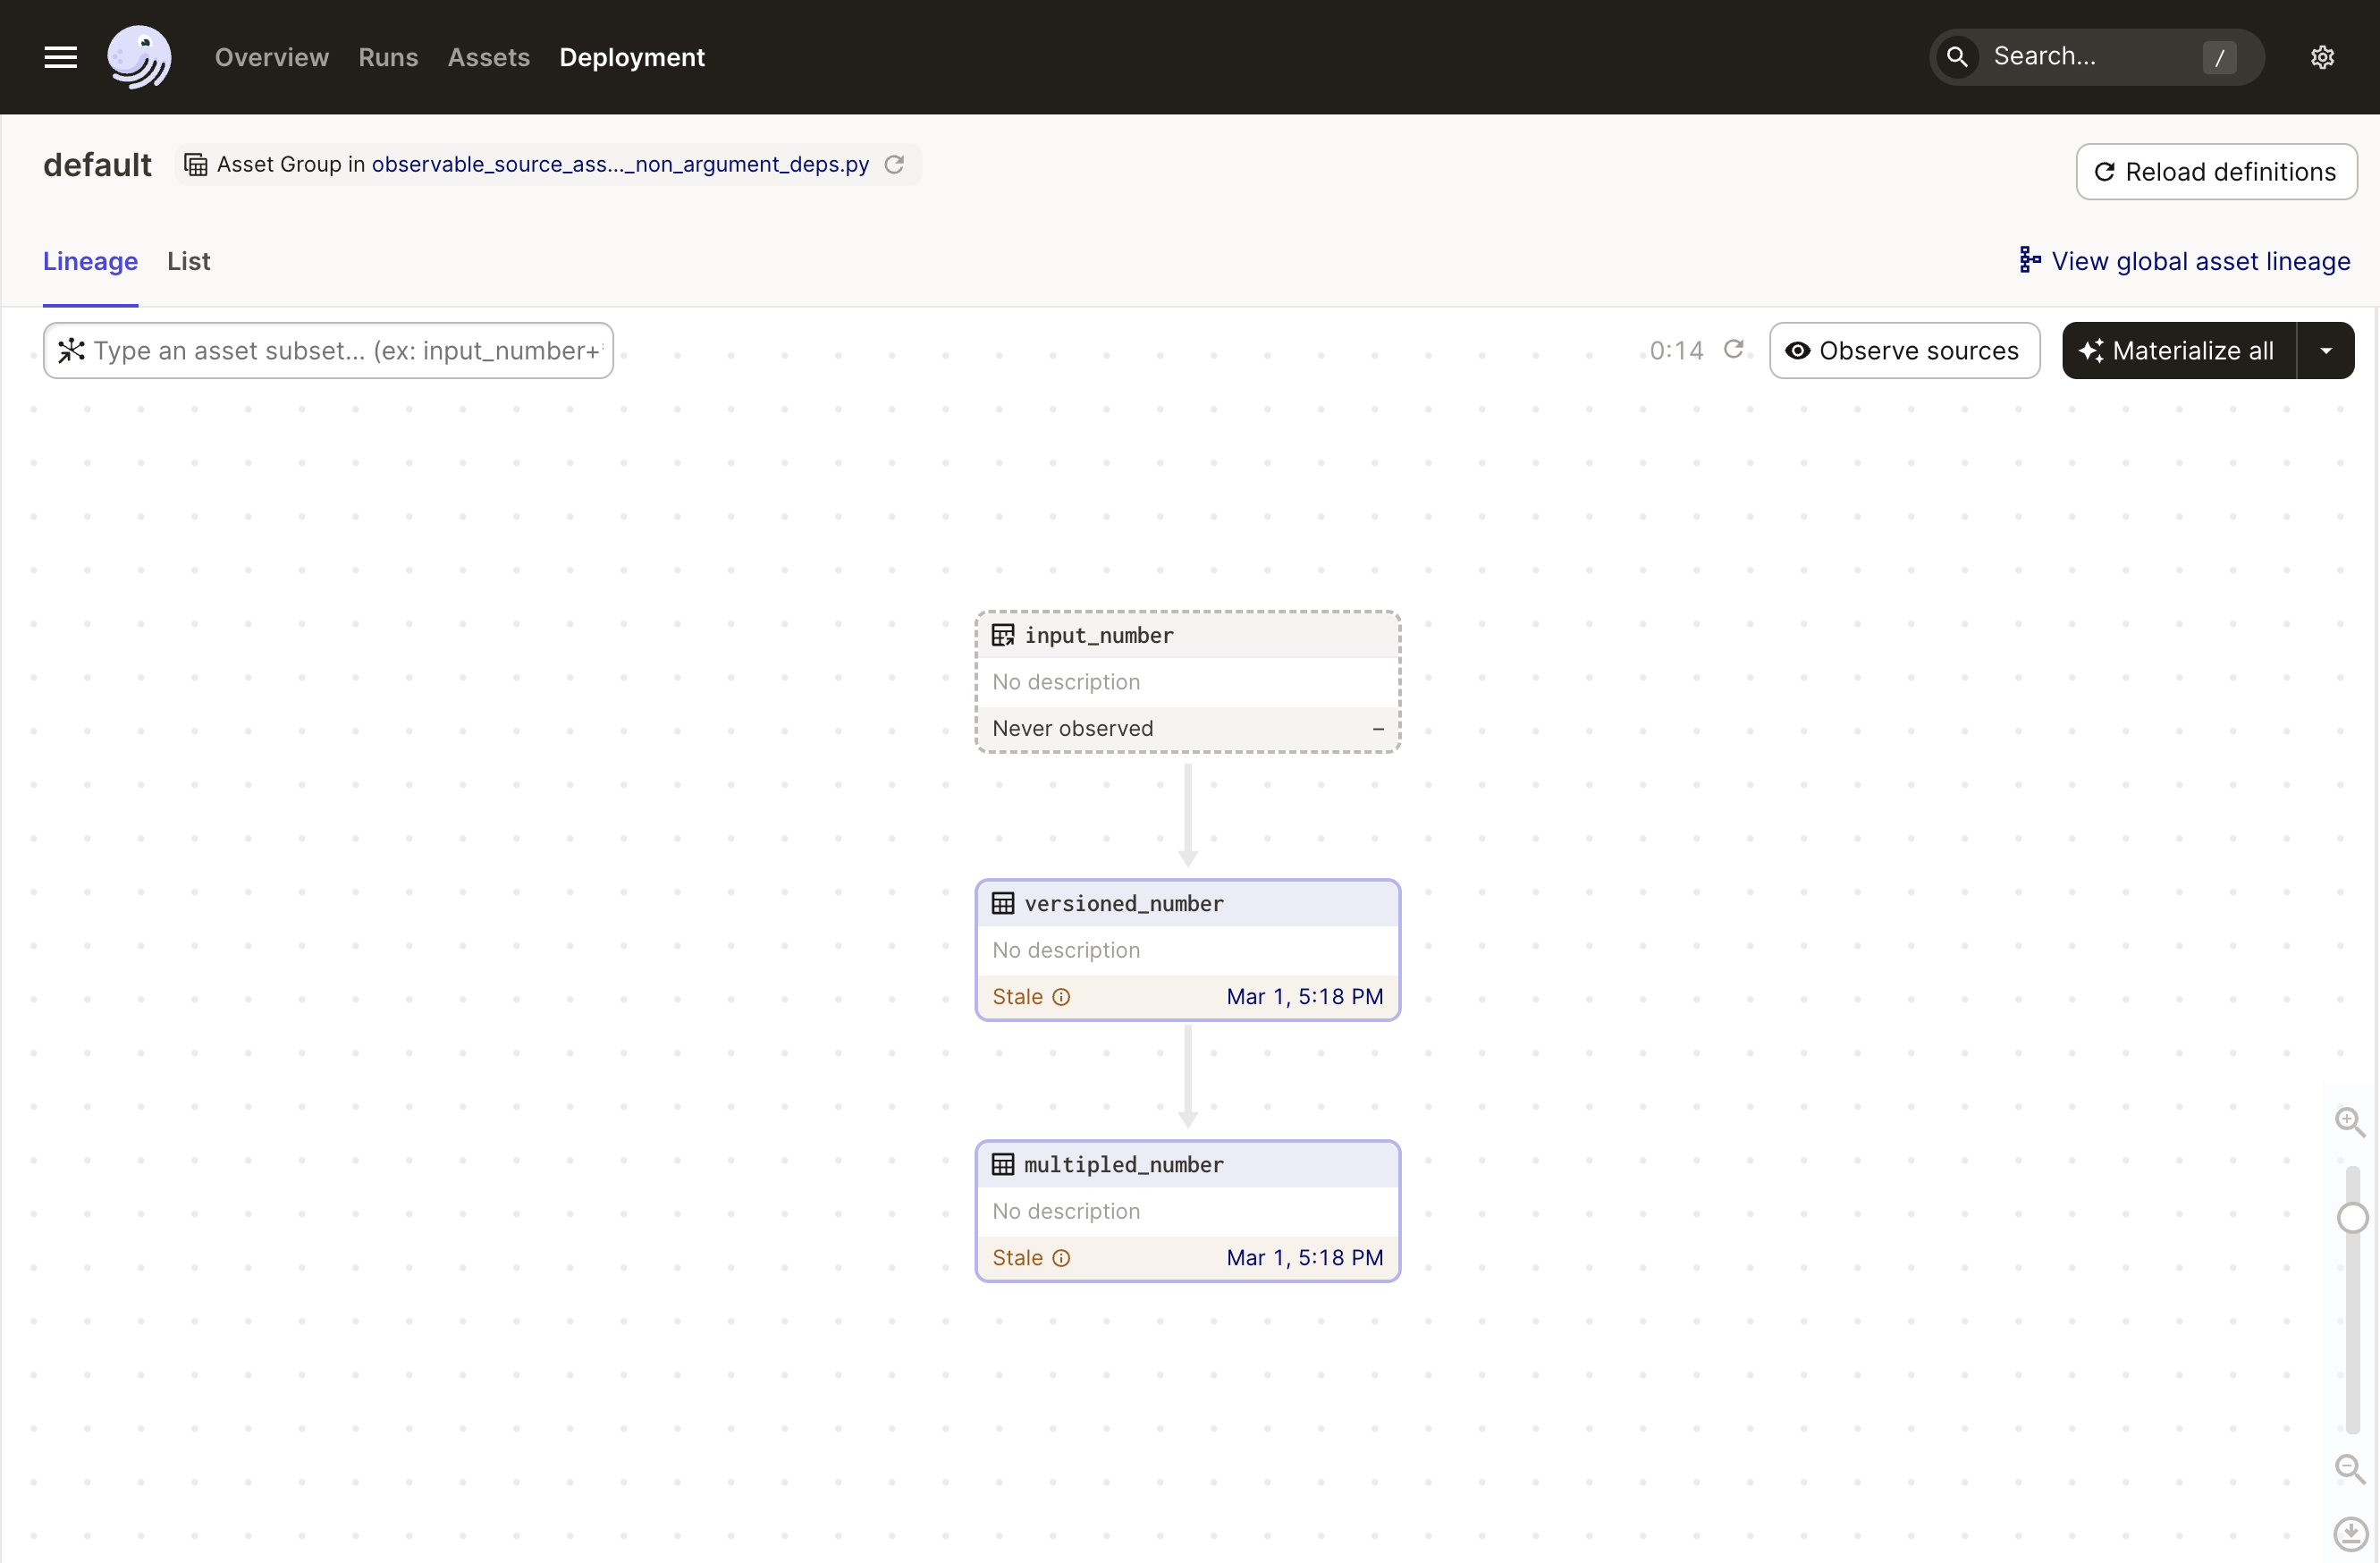 Overview Runs Assets Deployment Search... /
default Asset Group in observable_source_ass..._non_argument_deps.py Reload definitions
Lineage List View global asset lineage
Type an asset subset... (ex: input_number+ 0:14 Observe sources Materialize all
input_number
No description
Never observed –
versioned_number
No description
Stale Mar 1, 5:18 PM
multipled_number
No description
Stale Mar 1, 5:18 PM